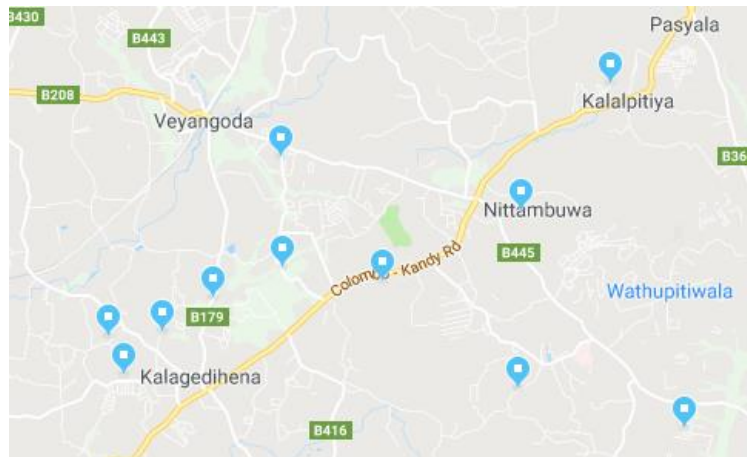 B430
Pasyala
B443
B208
Kalalpitiya
Veyangoda
B36
Nittambuwa
B445
Colombo - Kandy Rd
Wathupitiwala
B179
Kalagedihena
B416